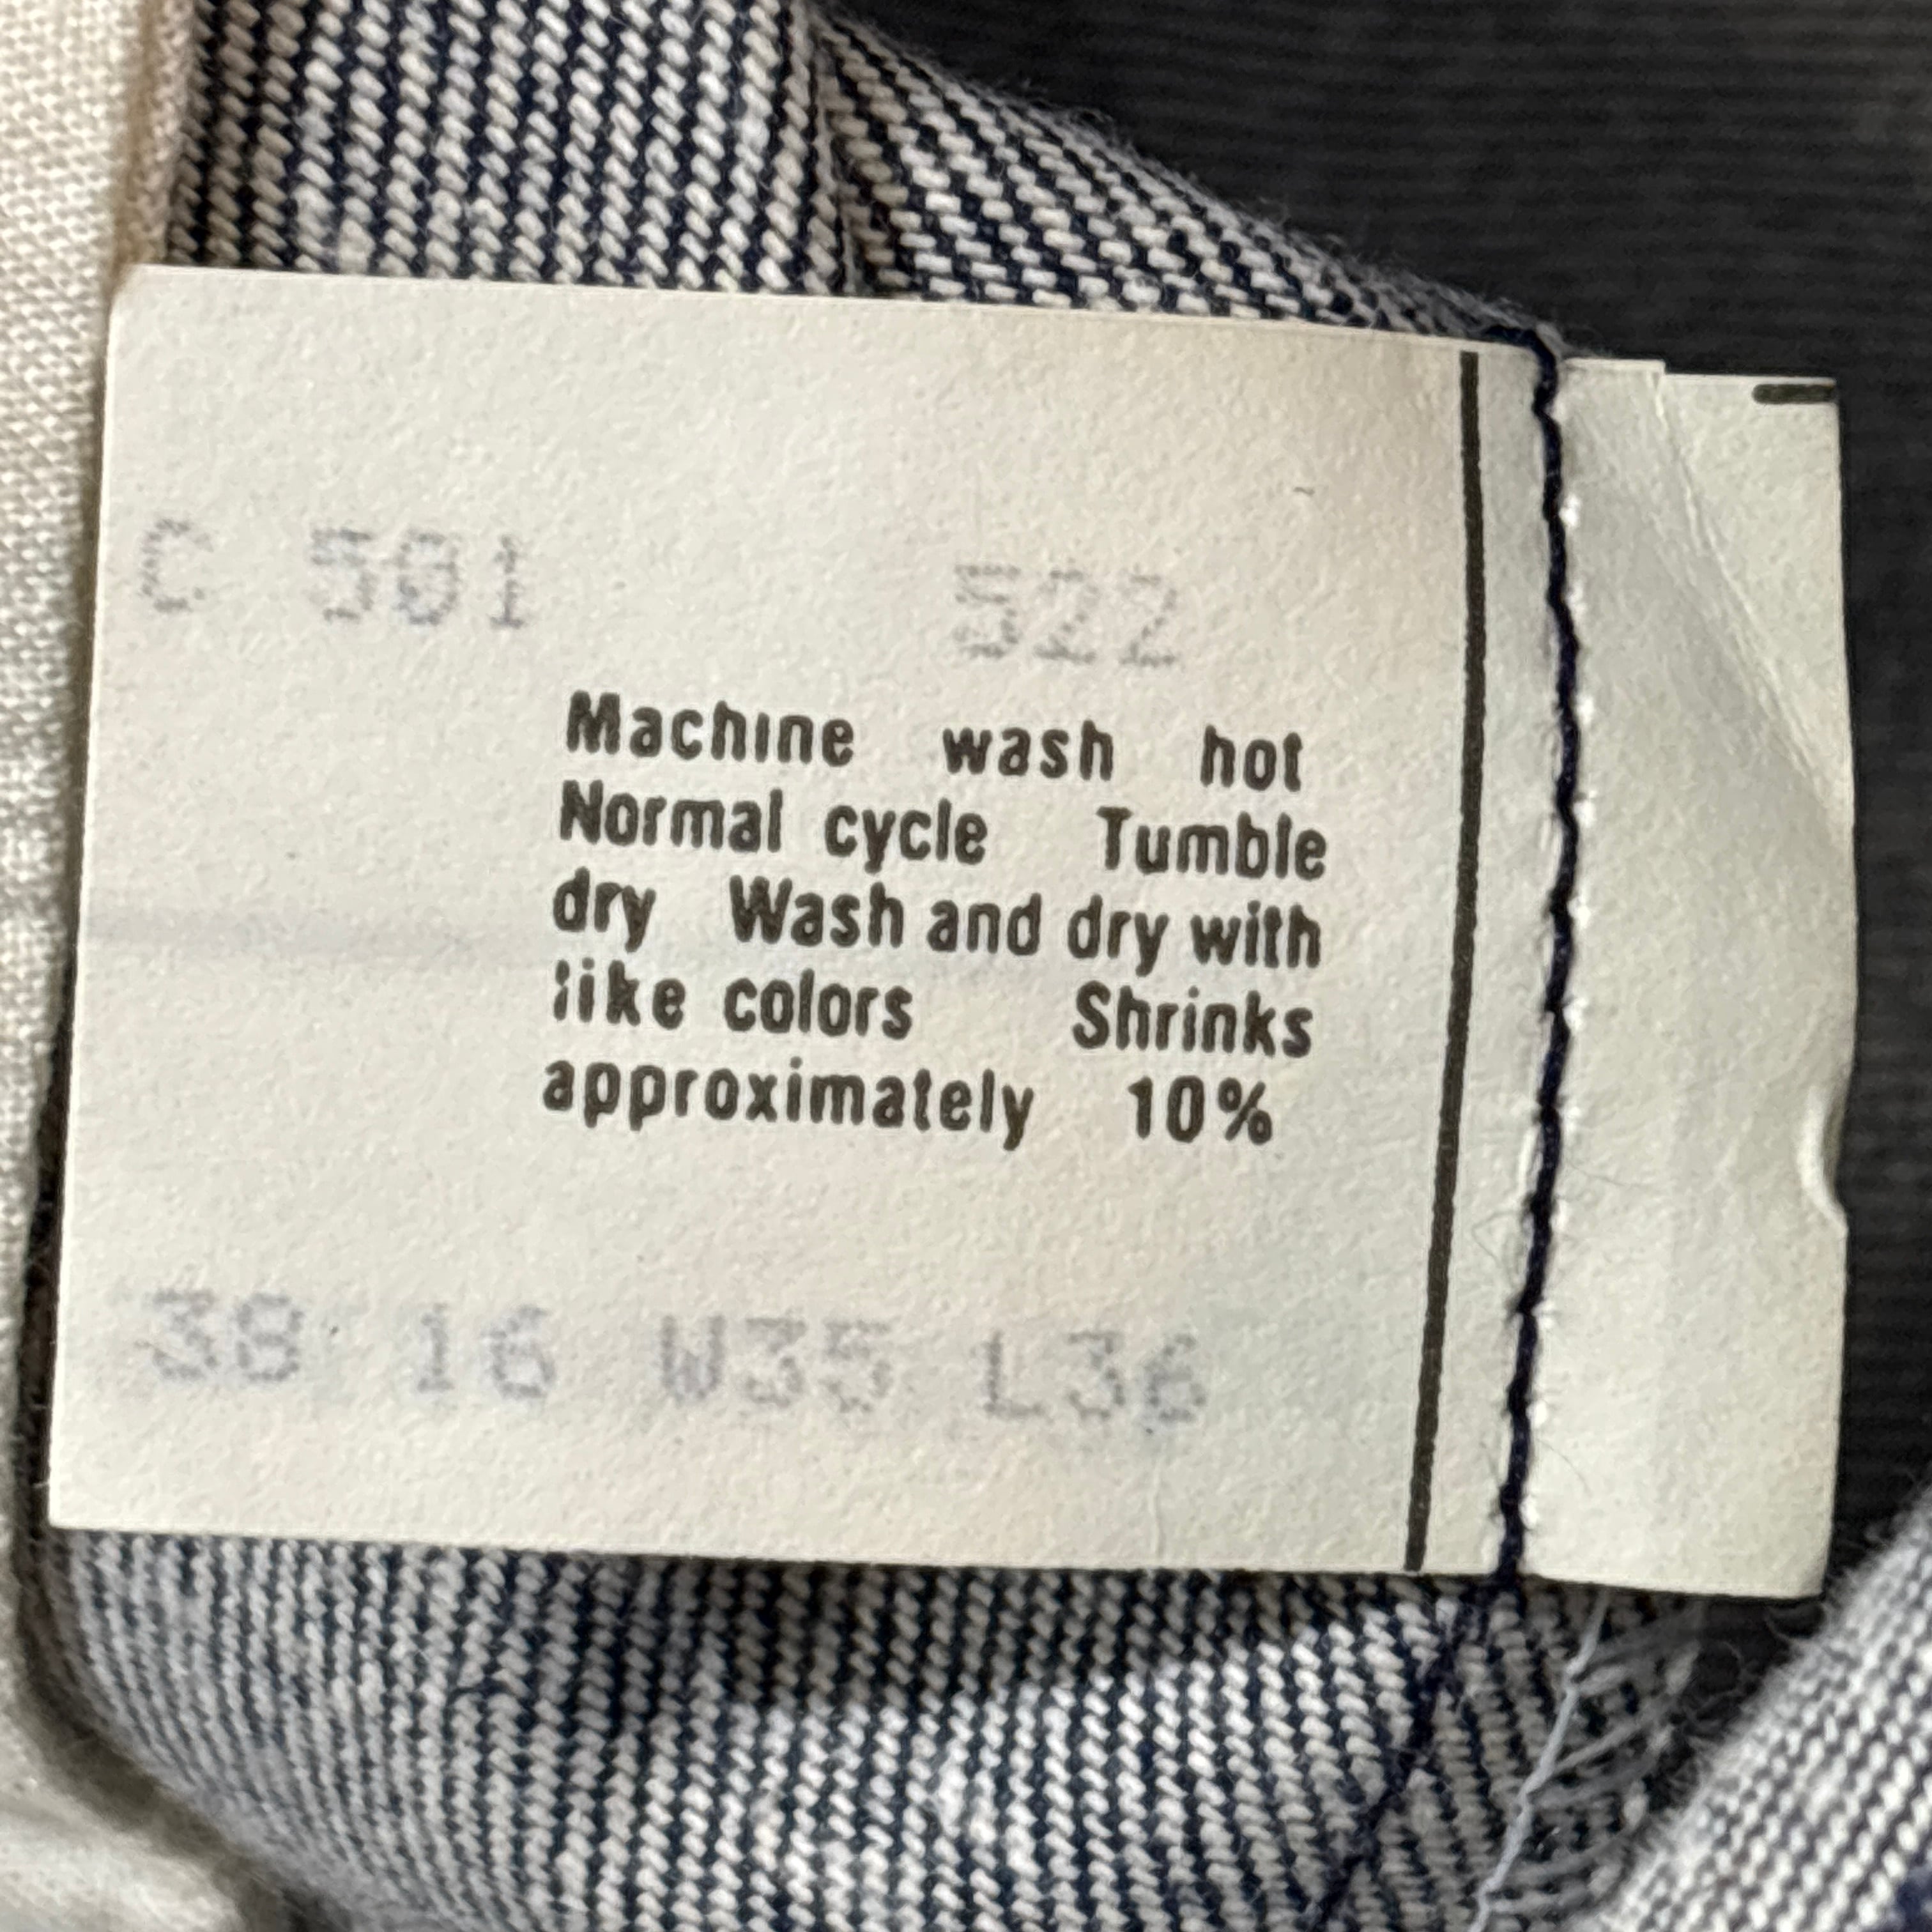 C 501 522
Machine wash hot
Normal cycle Tumble
dry Wash and dry with
like colors Shrinks
approximately 10%
38 16 W35 L36